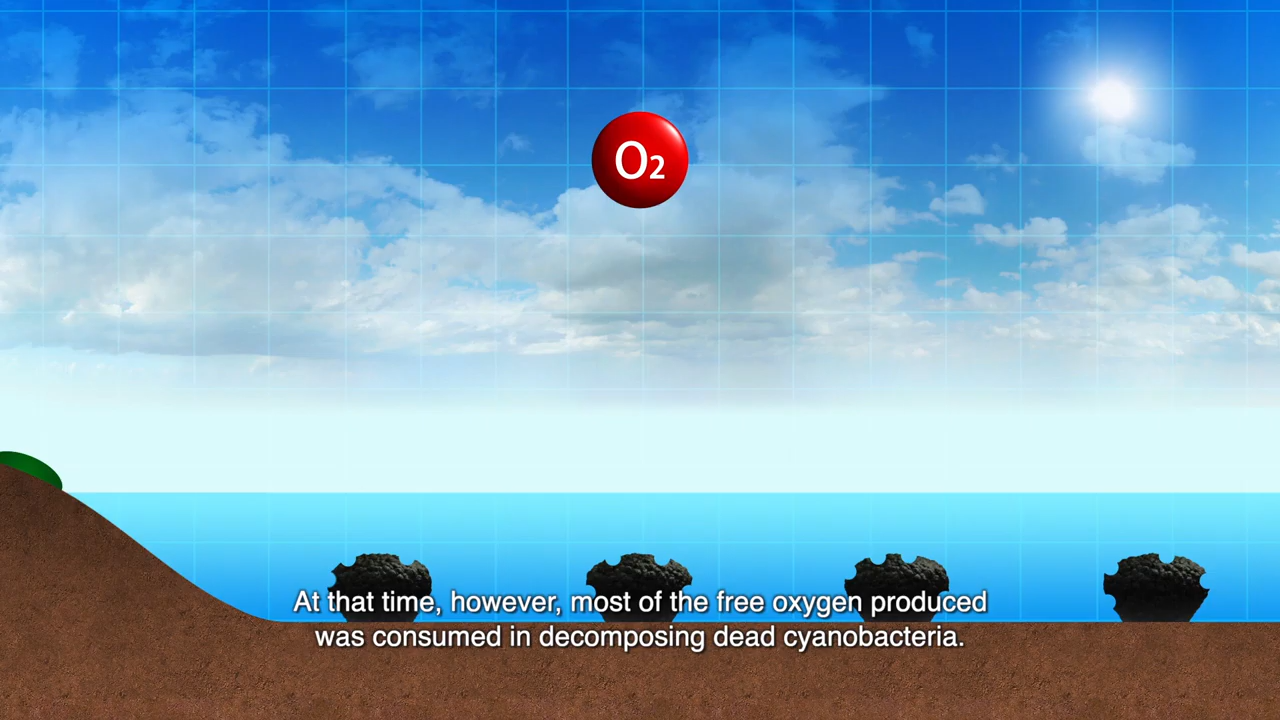 O2
At that time, however, most of the free oxygen produced
was consumed in decomposing dead cyanobacteria.